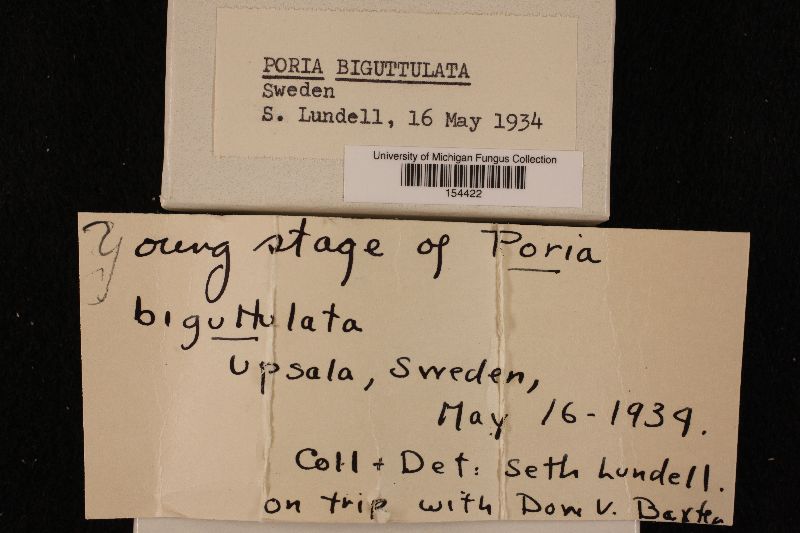 PORIA BIGUTTULATA
Sweden
S. Lundell, 16 May 1934
University of Michigan Fungus Collection
154422
Young stage of Poria
biguttulata
Upsala, Sweden,
May 16-1934.
Coll + Det: Seth Lundell.
on trip with Dow V. Baxter